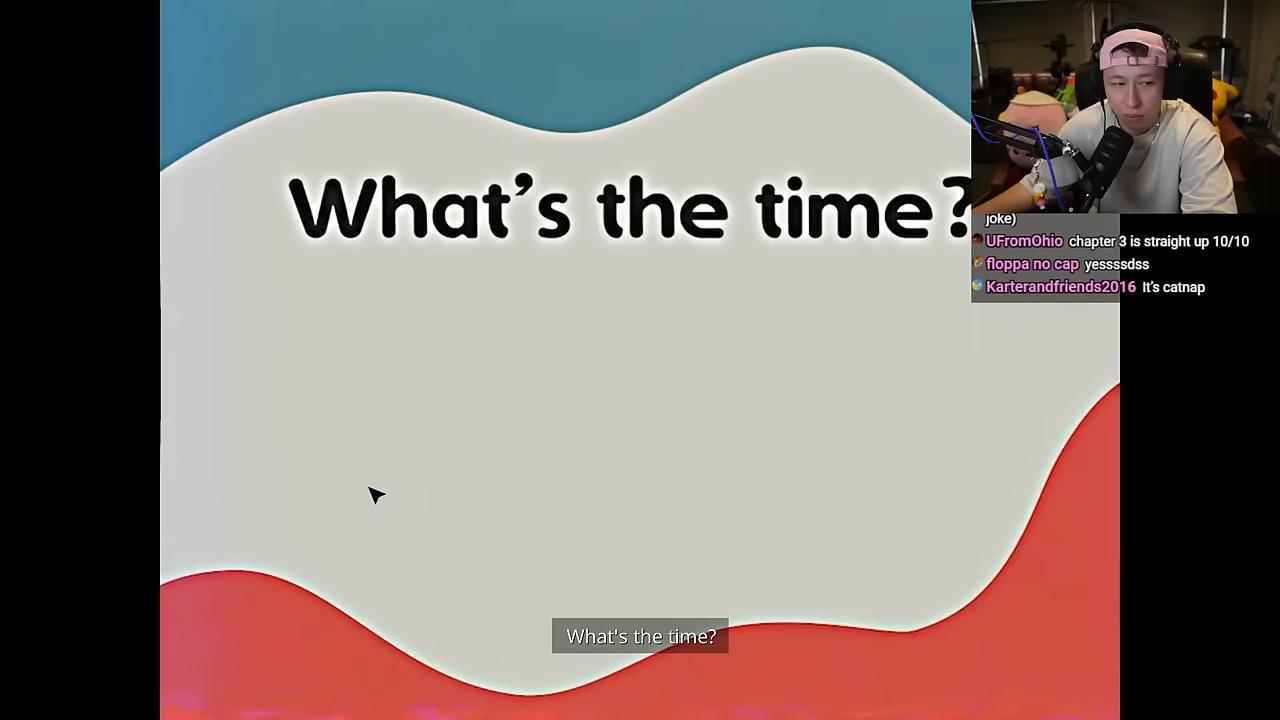 What's the time?
joke)
UFromOhio chapter 3 is straight up 10/10
floppa no cap yessssdss
Karterandfriends2016 It's catnap
What's the time?